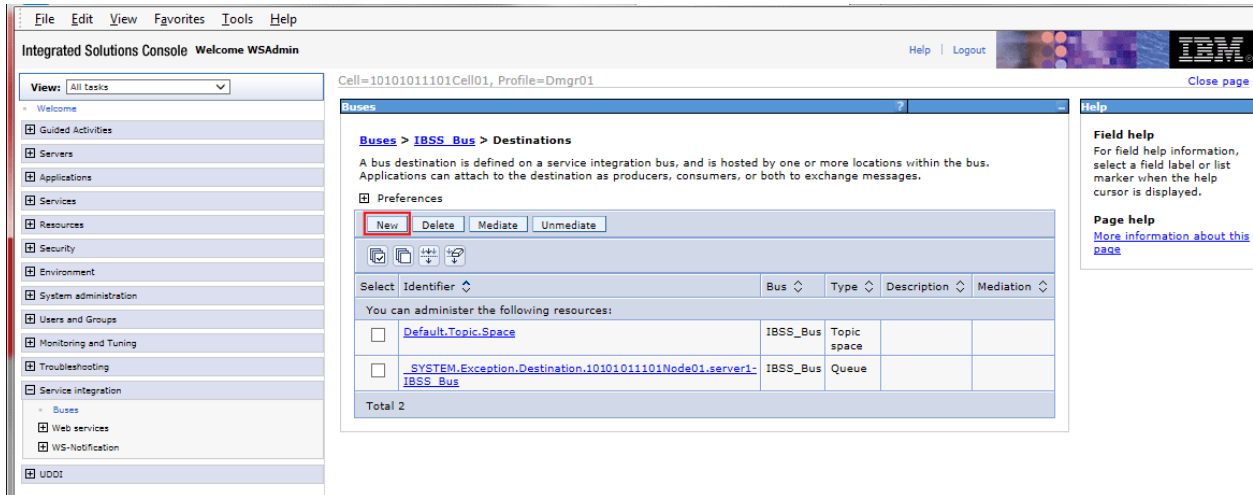 File Edit View Favorites Tools Help
Integrated Solutions Console Welcome WSAdmin
Help | Logout
IBM®
View: All tasks
Cell=10101011101Cell01, Profile=Dmgr01
Close page
Welcome
Guided Activities
Servers
Applications
Services
Resources
Security
Environment
System administration
Users and Groups
Monitoring and Tuning
Troubleshooting
Service integration
Buses
Web services
WS-Notification
UDDI
Buses ? -
Buses > IBSS_Bus > Destinations
A bus destination is defined on a service integration bus, and is hosted by one or more locations within the bus.
Applications can attach to the destination as producers, consumers, or both to exchange messages.
Preferences
New Delete Mediate Unmediate
Select Identifier Bus Type Description Mediation
You can administer the following resources:
Default.Topic.Space IBSS_Bus Topic
space
_SYSTEM.Exception.Destination.10101011101Node01.server1- IBSS_Bus Queue
IBSS_Bus
Total 2
Help
Field help
For field help information,
select a field label or list
marker when the help
cursor is displayed.
Page help
More information about this
page